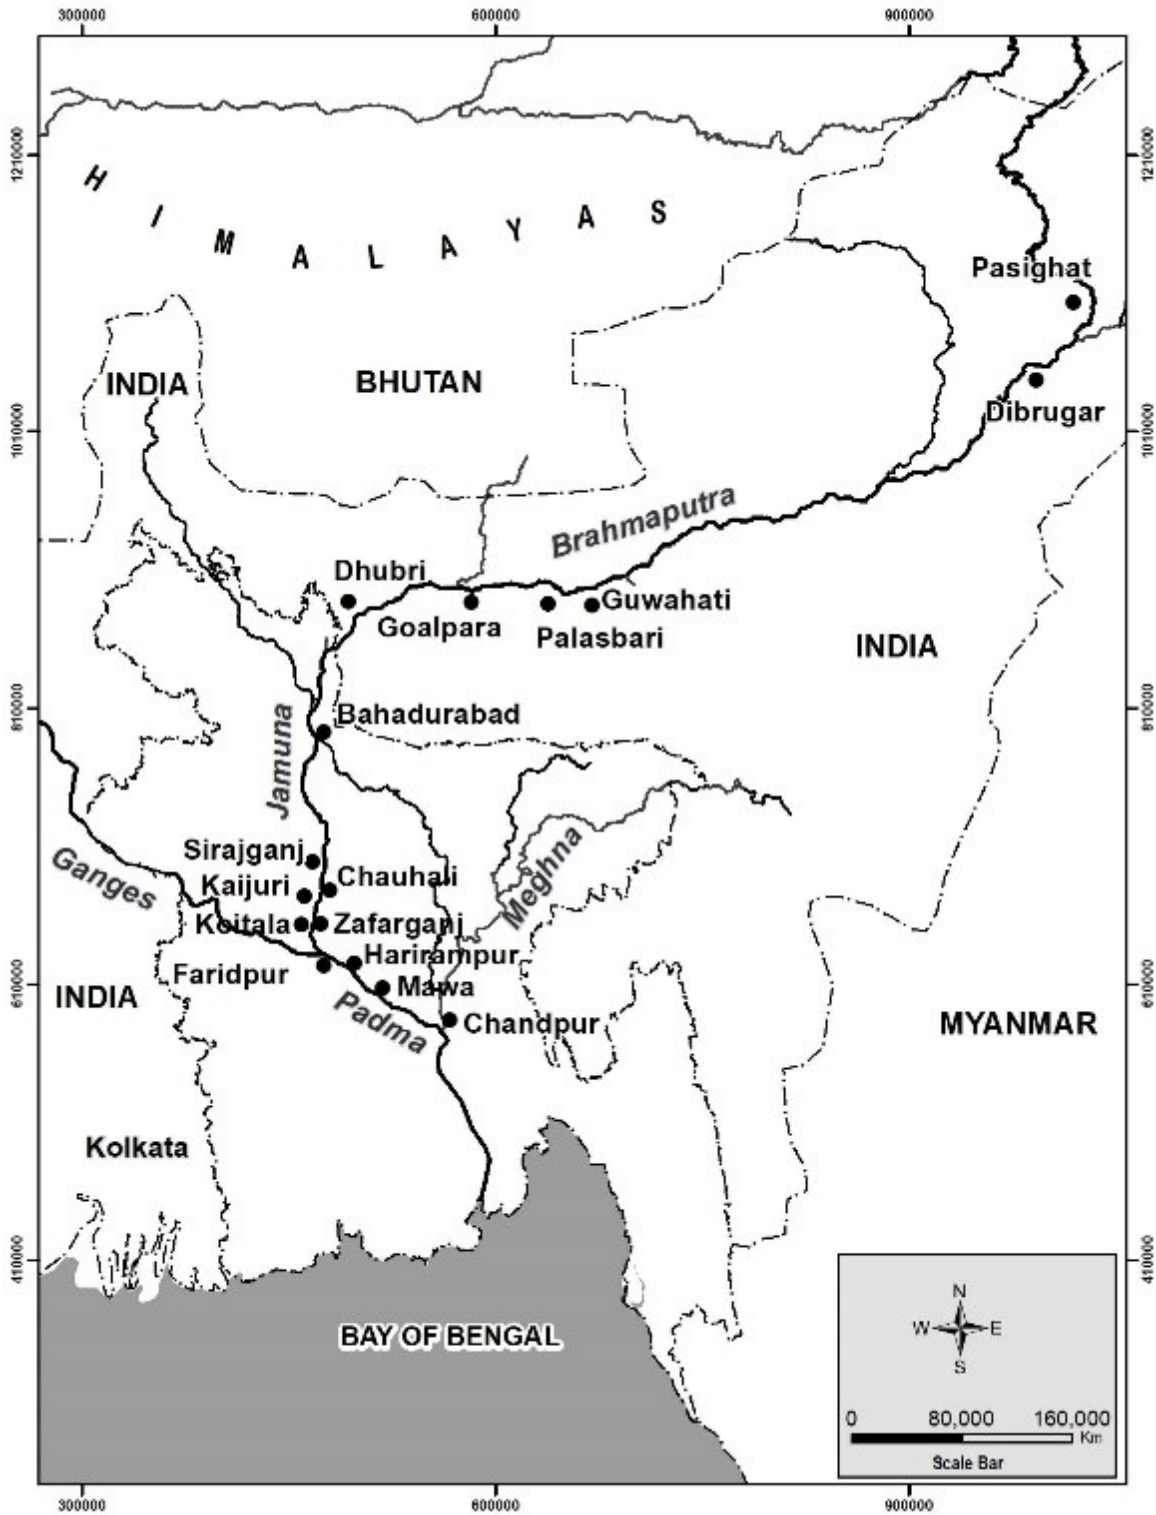 300000 600000 900000
1210000 1210000
H I M A L A Y A S
Pasighat
INDIA
BHUTAN
Dibrugar
1010000 1010000
Brahmaputra
Dhubri
Guwahati
Goalpara
Palasbari
INDIA
810000 810000
Bahadurabad
Jamuna
Sirajganj
Meghna
Ganges
Chauhali
Kaijuri
Koitala
Zafarganj
Harirampur
Faridpur
Mawa
610000 610000
INDIA
Padma
Chandpur
MYANMAR
Kolkata
410000 410000
BAY OF BENGAL
N
W E
S
0 80,000 160,000
Km
Scale Bar
300000 600000 900000